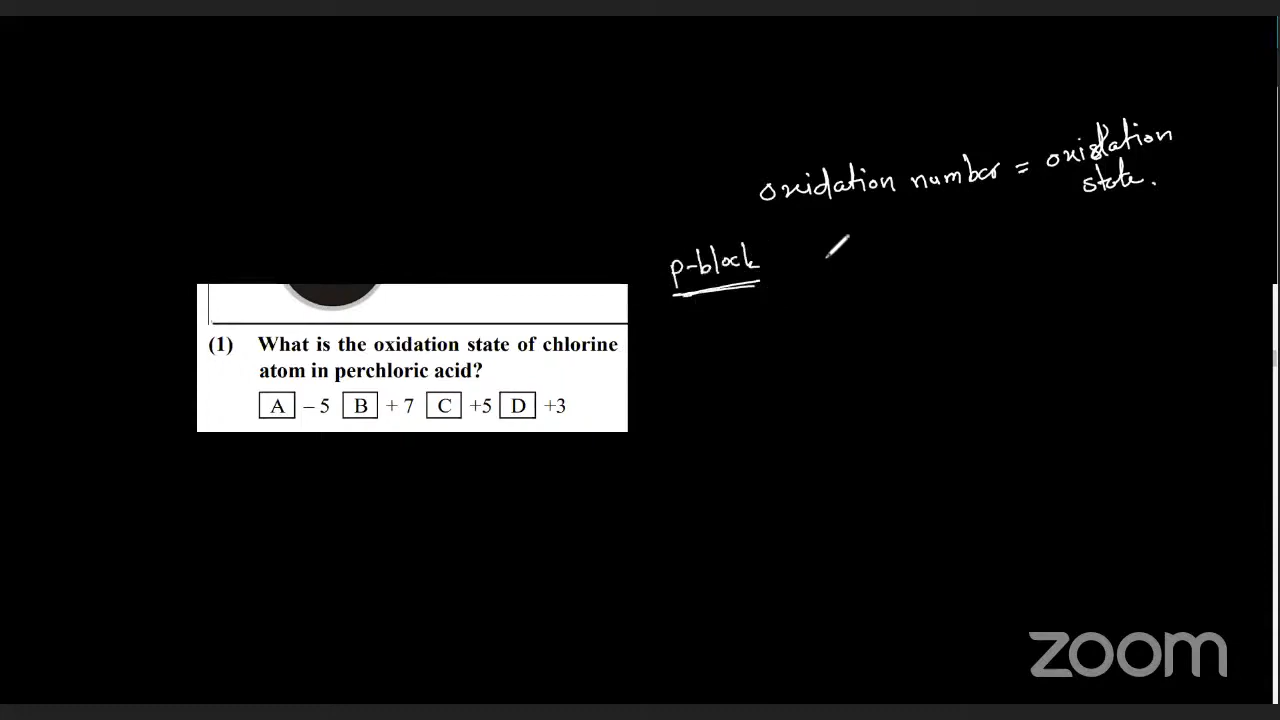 oxidation number = oxidation
state.
p-block
(1) What is the oxidation state of chlorine
atom in perchloric acid?
A – 5 B + 7 C +5 D +3
zoom